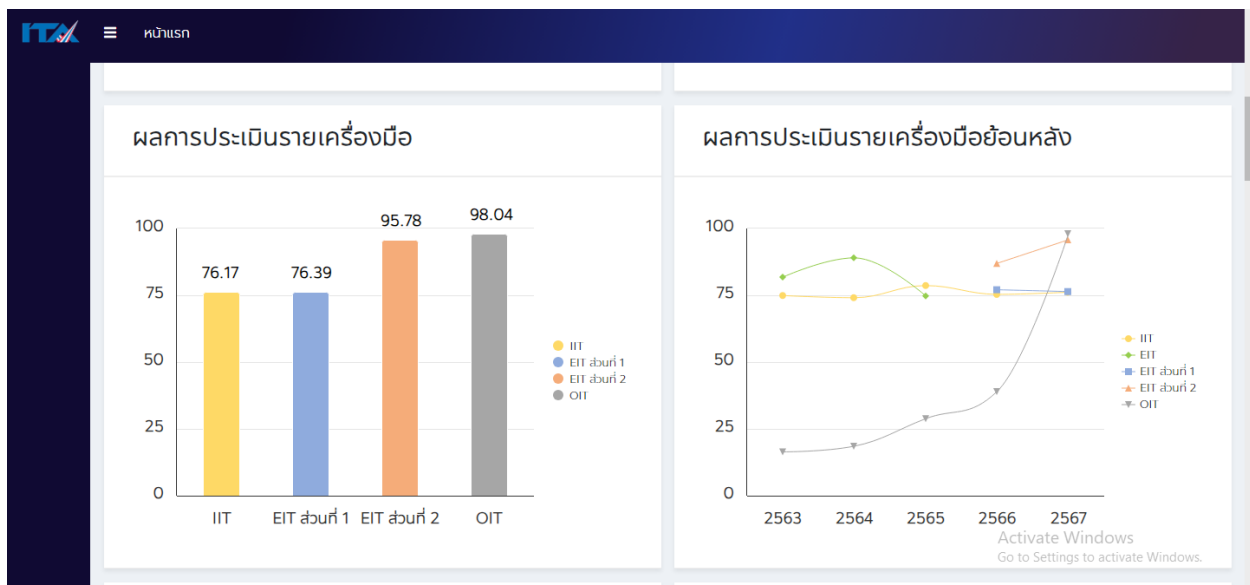 ITA หน้าแรก
ผลการประเมินรายเครื่องมือ
100
75
50
25
0
76.17
76.39
95.78
98.04
IIT
EIT ส่วนที่ 1
EIT ส่วนที่ 2
OIT
IIT
EIT ส่วนที่ 1
EIT ส่วนที่ 2
OIT
ผลการประเมินรายเครื่องมือย้อนหลัง
100
75
50
25
0
2563
2564
2565
2566
2567
IIT
EIT
EIT ส่วนที่ 1
EIT ส่วนที่ 2
OIT
Activate Windows
Go to Settings to activate Windows.